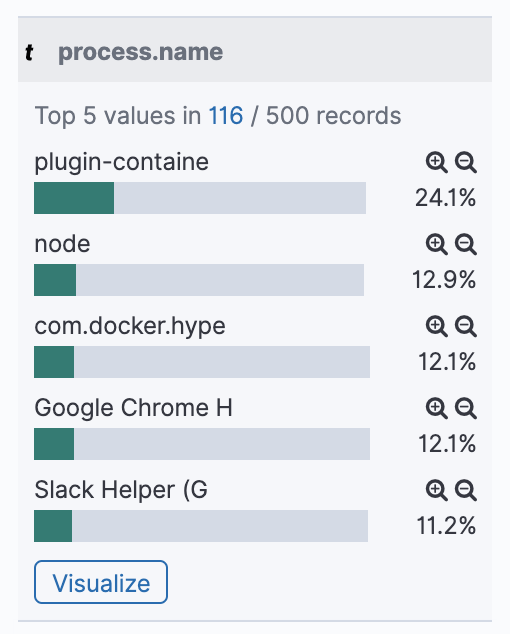 t process.name
Top 5 values in 116 / 500 records
plugin-containe
24.1%
node
12.9%
com.docker.hype
12.1%
Google Chrome H
12.1%
Slack Helper (G
11.2%
Visualize